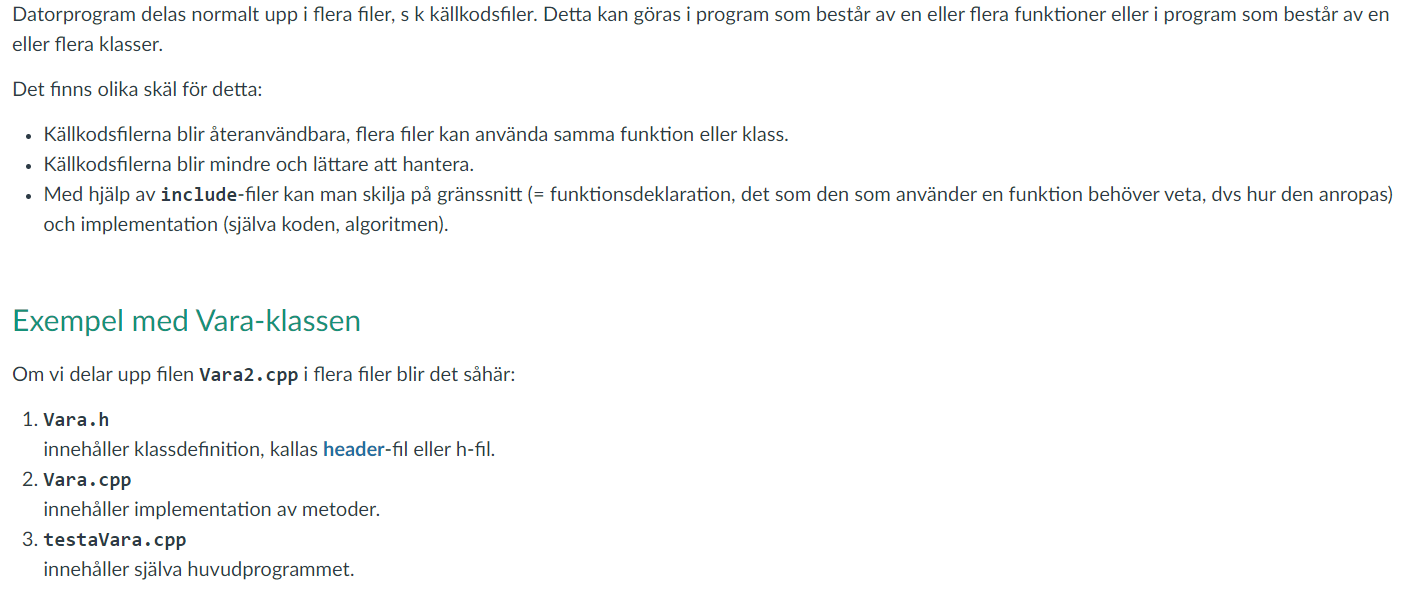 Datorprogram delas normalt upp i flera filer, s k källkodsfiler. Detta kan göras i program som består av en eller flera funktioner eller i program som består av en
eller flera klasser.
Det finns olika skäl för detta:
• Källkodsfilerna blir återanvändbara, flera filer kan använda samma funktion eller klass.
• Källkodsfilerna blir mindre och lättare att hantera.
• Med hjälp av include-filer kan man skilja på gränssnitt (= funktionsdeklaration, det som den som använder en funktion behöver veta, dvs hur den anropas)
och implementation (själva koden, algoritmen).
Exempel med Vara-klassen
Om vi delar upp filen Vara2.cpp i flera filer blir det såhär:
1. Vara.h
innehåller klassdefinition, kallas header-fil eller h-fil.
2. Vara.cpp
innehåller implementation av metoder.
3. testaVara.cpp
innehåller själva huvudprogrammet.